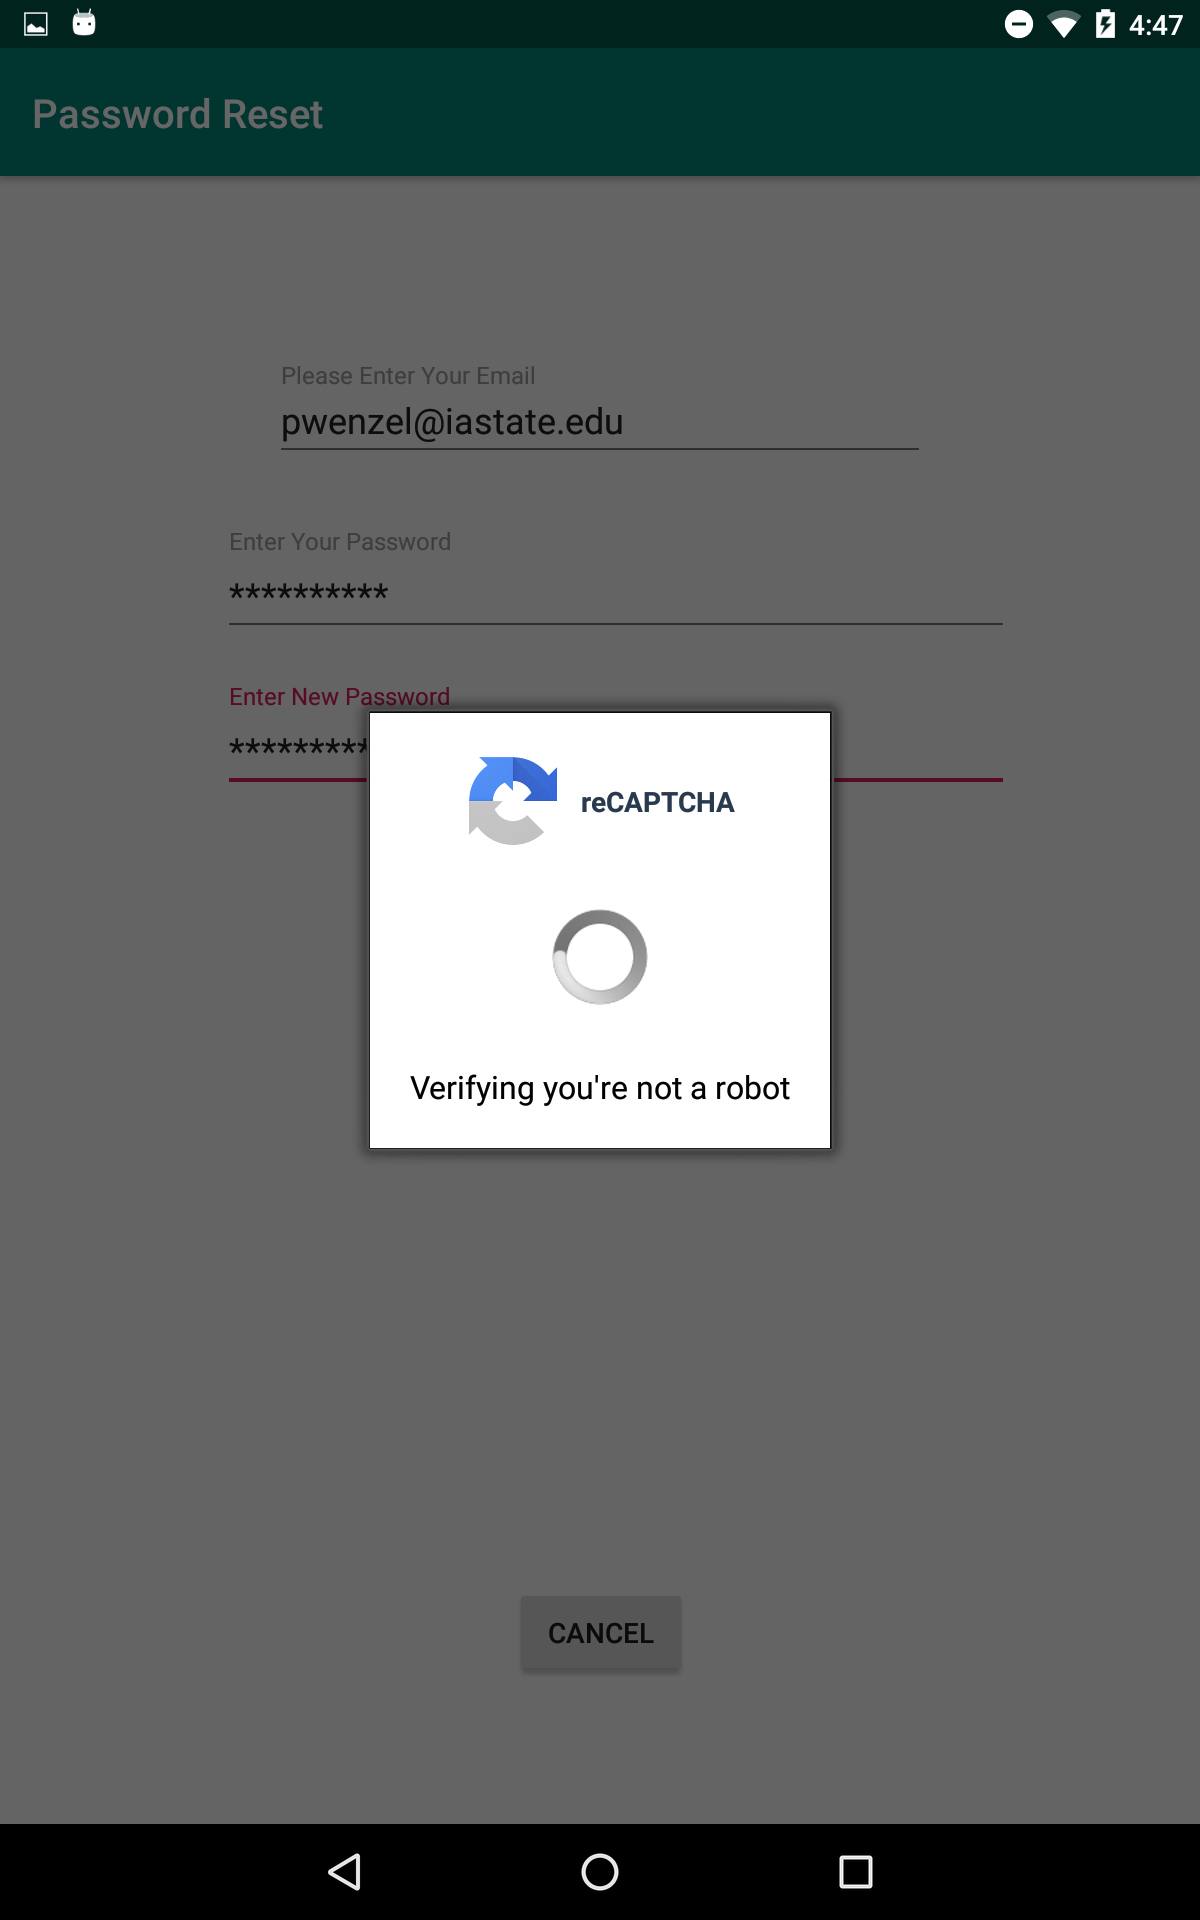 4:47
Password Reset
Please Enter Your Email
pwenzel@iastate.edu
Enter Your Password
**********
Enter New Password
*********
reCAPTCHA
Verifying you're not a robot
CANCEL